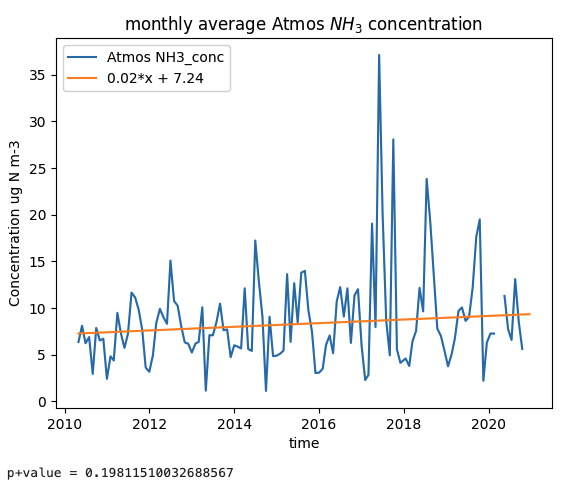 monthly average Atmos NH3 concentration
Atmos NH3_conc
0.02*x + 7.24
Concentration ug N m-3
35
30
25
20
15
10
5
0
2010 2012 2014 2016 2018 2020
time
p+value = 0.19811510032688567